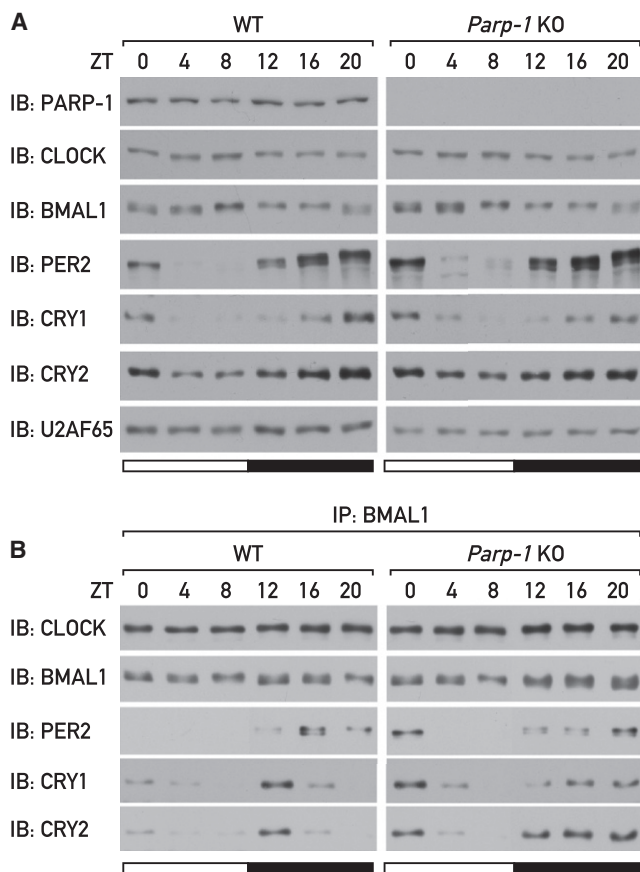 A
WT Parp-1 KO
ZT 0 4 8 12 16 20 0 4 8 12 16 20
IB: PARP-1
IB: CLOCK
IB: BMAL1
IB: PER2
IB: CRY1
IB: CRY2
IB: U2AF65
IP: BMAL1
B
WT Parp-1 KO
ZT 0 4 8 12 16 20 0 4 8 12 16 20
IB: CLOCK
IB: BMAL1
IB: PER2
IB: CRY1
IB: CRY2